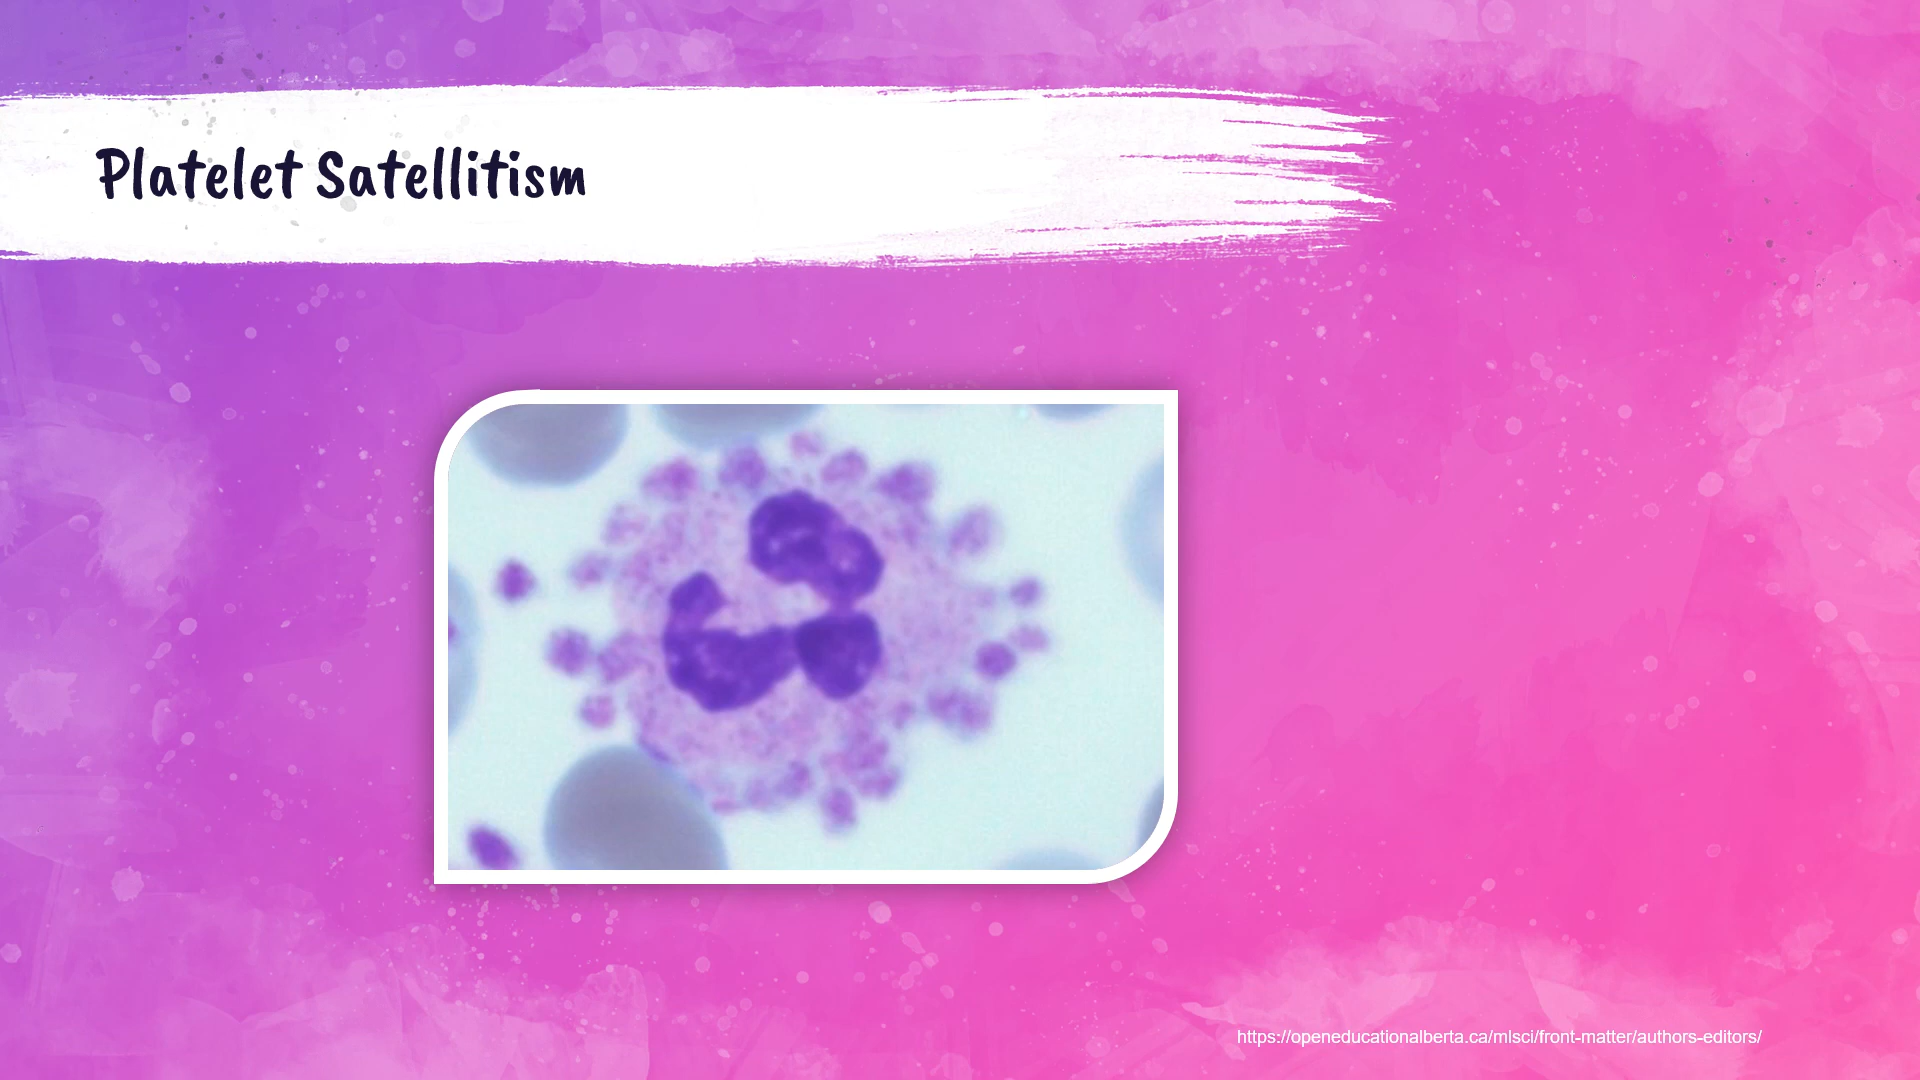 Platelet Satellitism
https://openeducationalberta.ca/mlsci/front-matter/authors-editors/